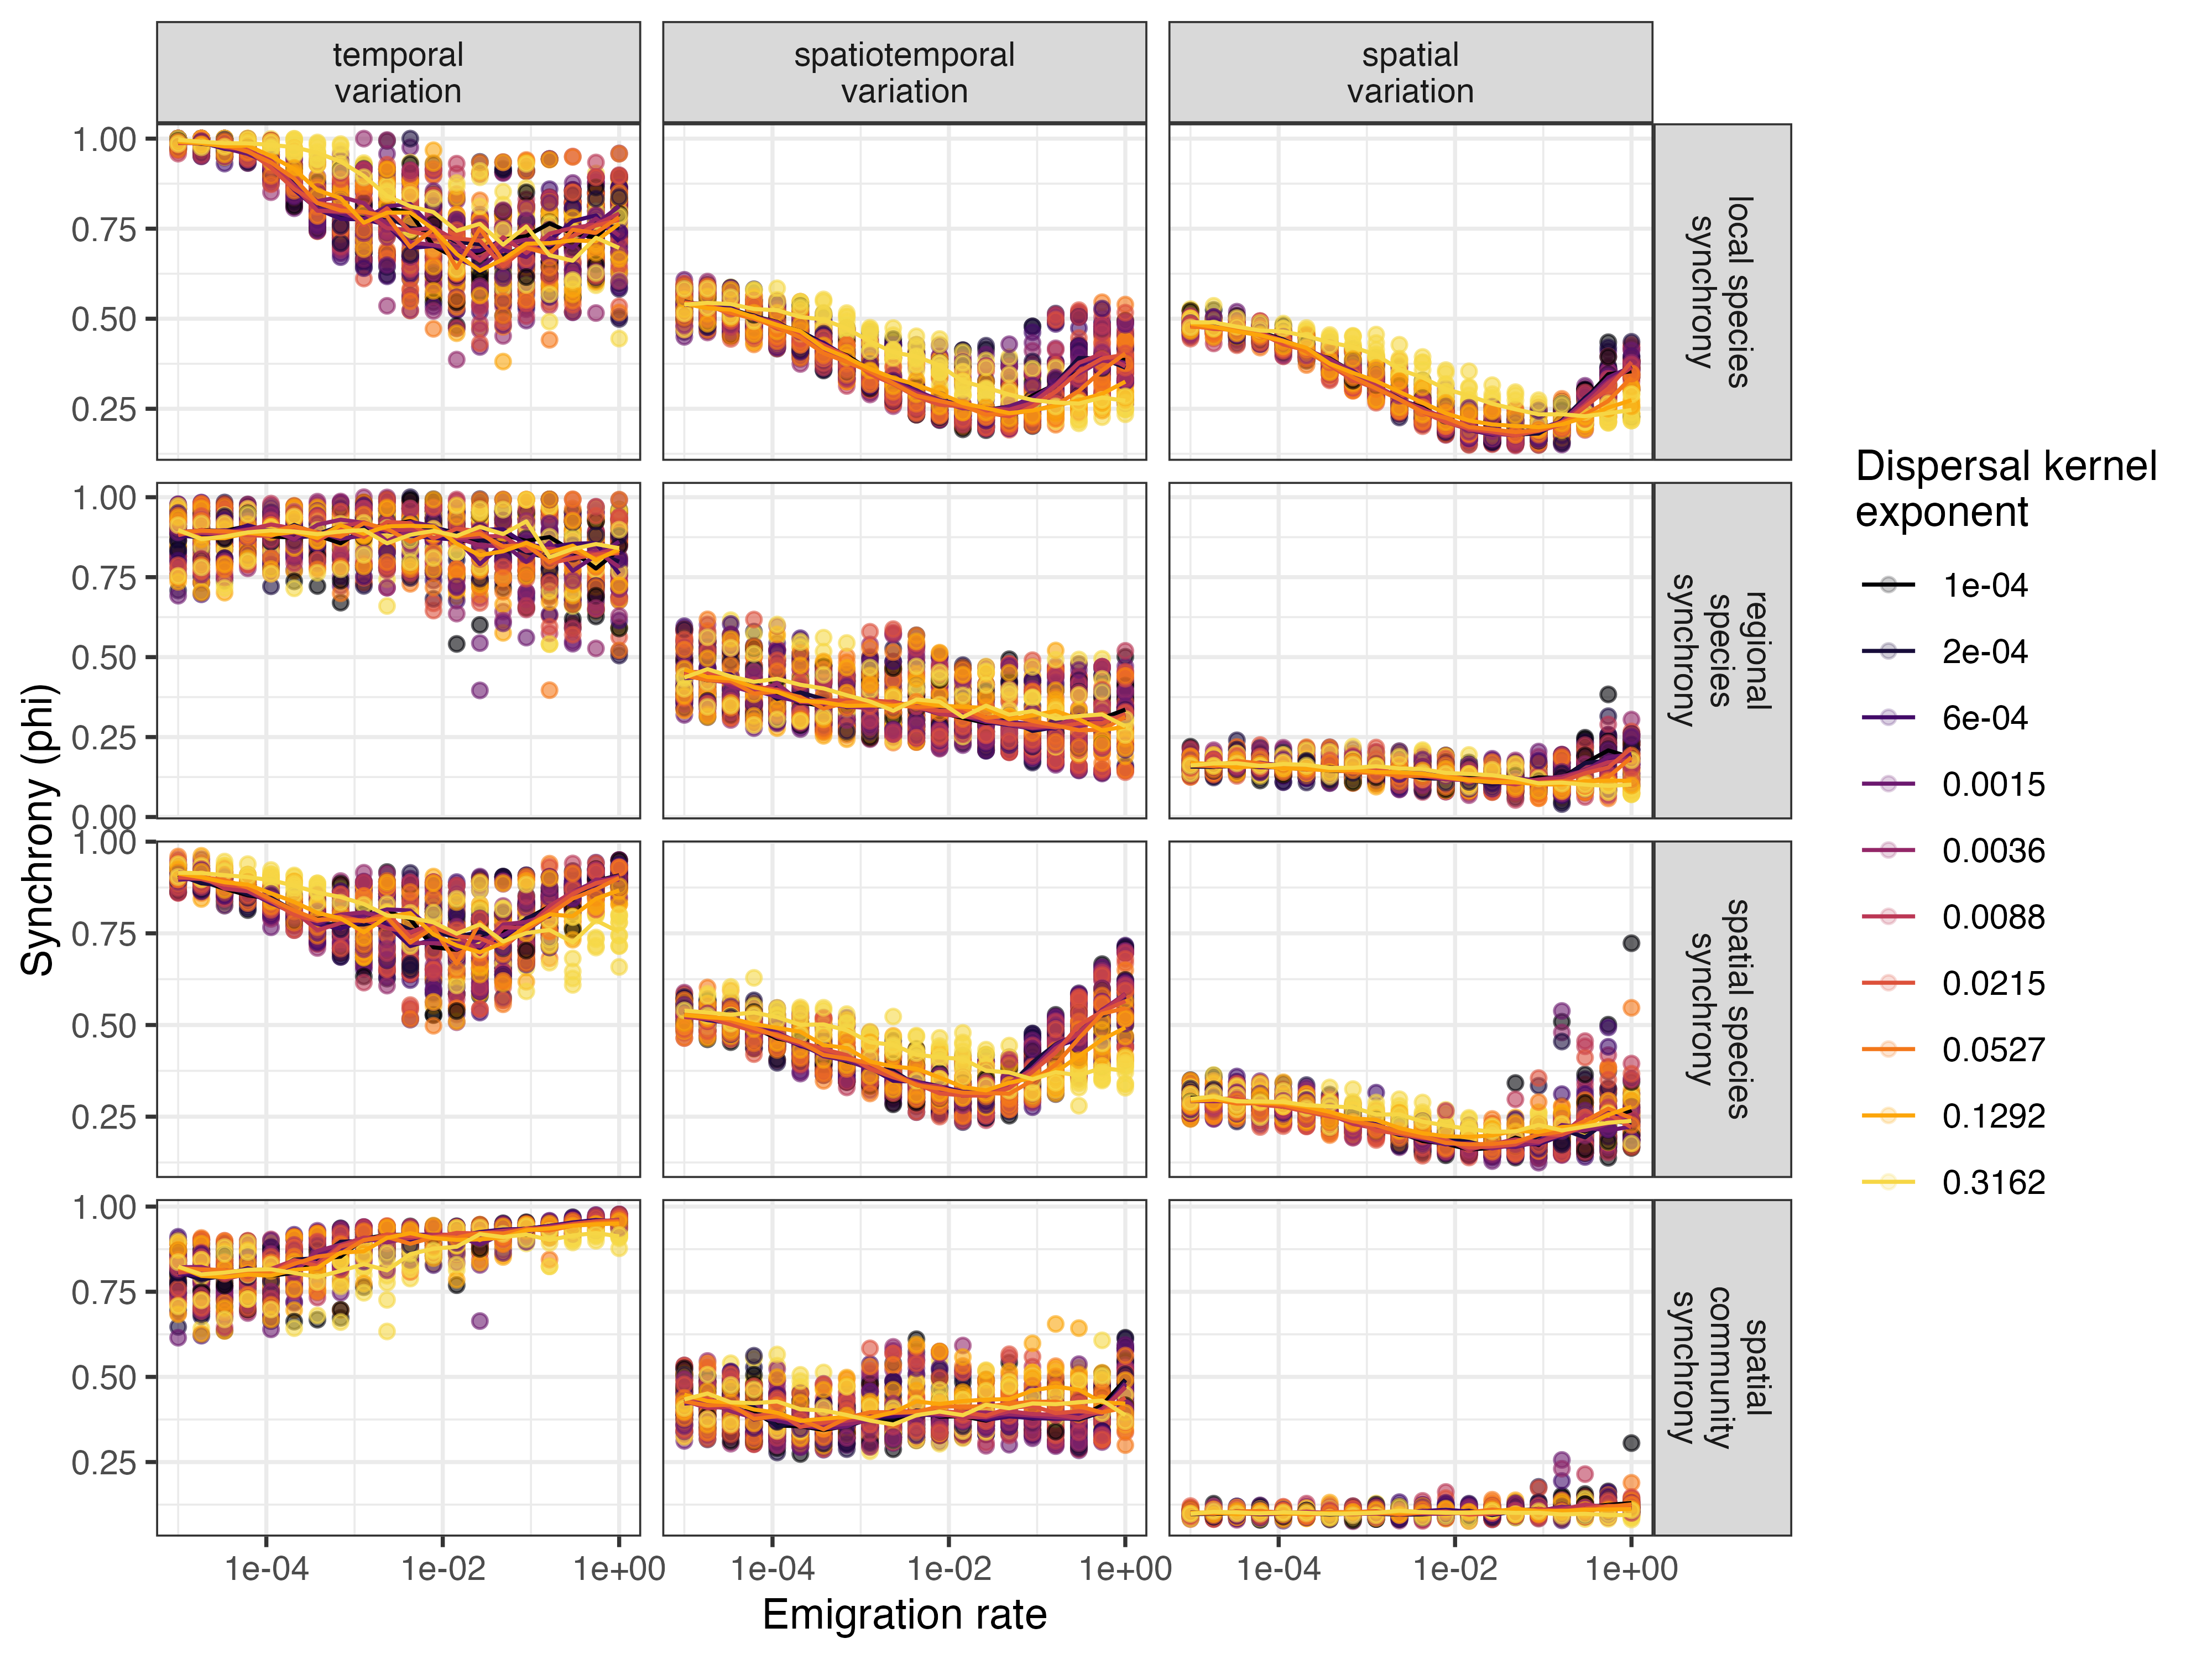 temporal
variation
spatiotemporal
variation
spatial
variation
1.00
0.75
0.50
0.25
local species
synchrony
1.00
0.75
0.50
0.25
0.00
regional
species
synchrony
1.00
0.75
0.50
0.25
spatial species
synchrony
1.00
0.75
0.50
0.25
spatial
community
synchrony
Synchrony (phi)
1e-04
1e-02
1e+00
1e-04
1e-02
1e+00
1e-04
1e-02
1e+00
Emigration rate
Dispersal kernel
exponent
1e-04
2e-04
6e-04
0.0015
0.0036
0.0088
0.0215
0.0527
0.1292
0.3162